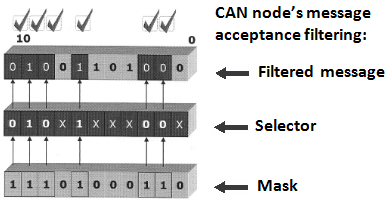 CAN node's message
acceptance filtering:
10 0
0 1 0 0 1 1 0 1 0 0 0 Filtered message
0 1 0 X 1 X X X 0 0 X Selector
1 1 1 0 1 0 0 0 1 1 0 Mask